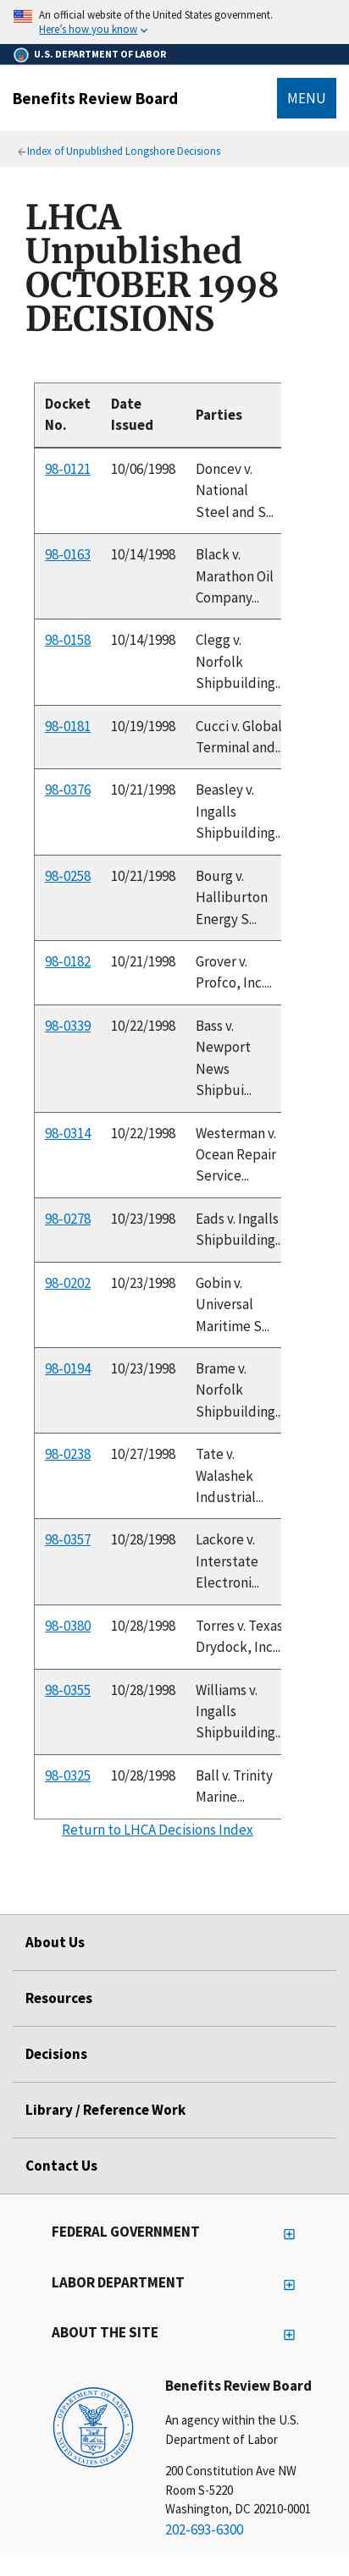 An official website of the United States government.
Here's how you know
U.S. DEPARTMENT OF LABOR
Benefits Review Board
MENU
Index of Unpublished Longshore Decisions
LHCA
Unpublished
OCTOBER 1998
DECISIONS
Docket No. Date Issued Parties
98-0121 10/06/1998 Doncev v.
National
Steel and S...
98-0163 10/14/1998 Black v.
Marathon Oil
Company...
98-0158 10/14/1998 Clegg v.
Norfolk
Shipbuilding..
98-0181 10/19/1998 Cucci v. Global
Terminal and..
98-0376 10/21/1998 Beasley v.
Ingalls
Shipbuilding..
98-0258 10/21/1998 Bourg v.
Halliburton
Energy S...
98-0182 10/21/1998 Grover v.
Profco, Inc....
98-0339 10/22/1998 Bass v.
Newport
News
Shipbui...
98-0314 10/22/1998 Westerman v.
Ocean Repair
Service...
98-0278 10/23/1998 Eads v. Ingalls
Shipbuilding..
98-0202 10/23/1998 Gobin v.
Universal
Maritime S...
98-0194 10/23/1998 Brame v.
Norfolk
Shipbuilding..
98-0238 10/27/1998 Tate v.
Walashek
Industrial...
98-0357 10/28/1998 Lackore v.
Interstate
Electroni...
98-0380 10/28/1998 Torres v. Texas
Drydock, Inc...
98-0355 10/28/1998 Williams v.
Ingalls
Shipbuilding..
98-0325 10/28/1998 Ball v. Trinity
Marine...
Return to LHCA Decisions Index
About Us
Resources
Decisions
Library / Reference Work
Contact Us
FEDERAL GOVERNMENT
LABOR DEPARTMENT
ABOUT THE SITE
DEPARTMENT OF LABOR
UNITED STATES OF AMERICA
Benefits Review Board
An agency within the U.S.
Department of Labor
200 Constitution Ave NW
Room S-5220
Washington, DC 20210-0001
202-693-6300